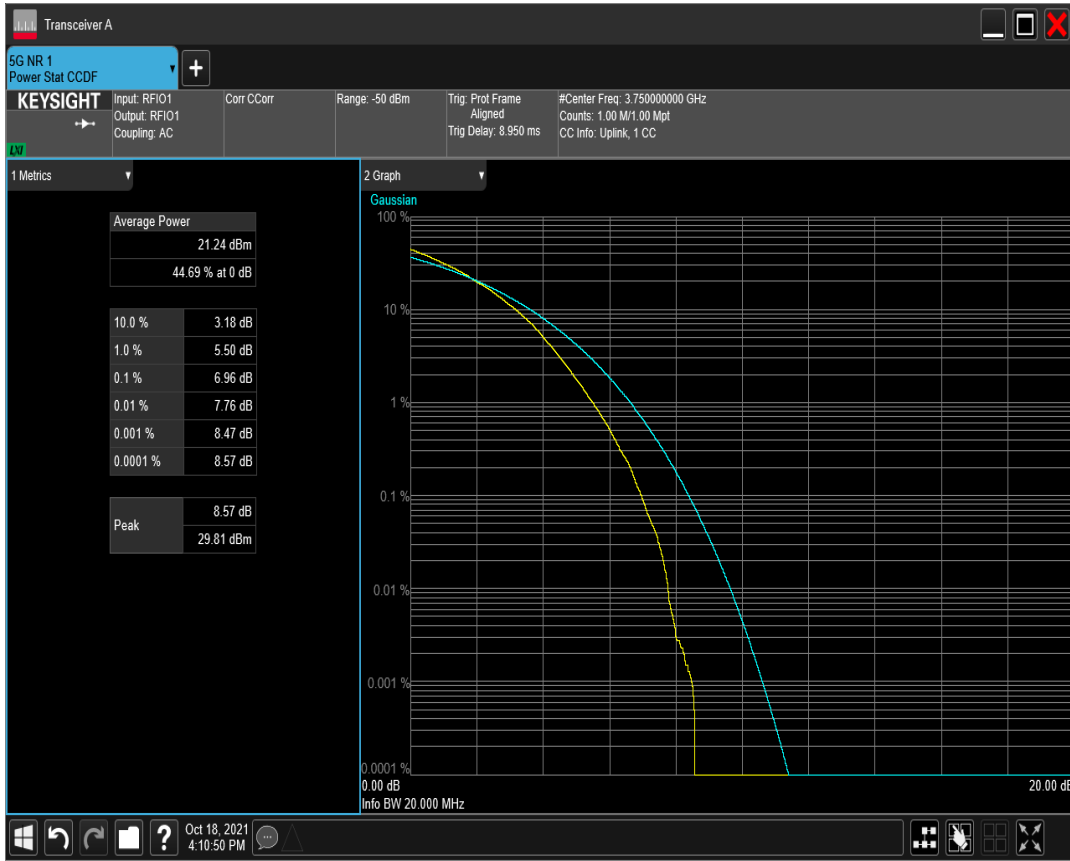 Transceiver A
5G NR 1
Power Stat CCDF
KEYSIGHT
LXI
Input: RFIO1
Output: RFIO1
Coupling: AC
Corr CCorr
Range: -50 dBm
Trig: Prot Frame
Aligned
Trig Delay: 8.950 ms
#Center Freq: 3.750000000 GHz
Counts: 1.00 M/1.00 Mpt
CC Info: Uplink, 1 CC
1 Metrics
Average Power
21.24 dBm
44.69 % at 0 dB
10.0 % 3.18 dB
1.0 % 5.50 dB
0.1 % 6.96 dB
0.01 % 7.76 dB
0.001 % 8.47 dB
0.0001 % 8.57 dB
Peak
8.57 dB
29.81 dBm
2 Graph
Gaussian
100 %
10 %
1 %
0.1 %
0.01 %
0.001 %
0.0001 %
0.00 dB 20.00 dB
Info BW 20.000 MHz
? Oct 18, 2021
4:10:50 PM